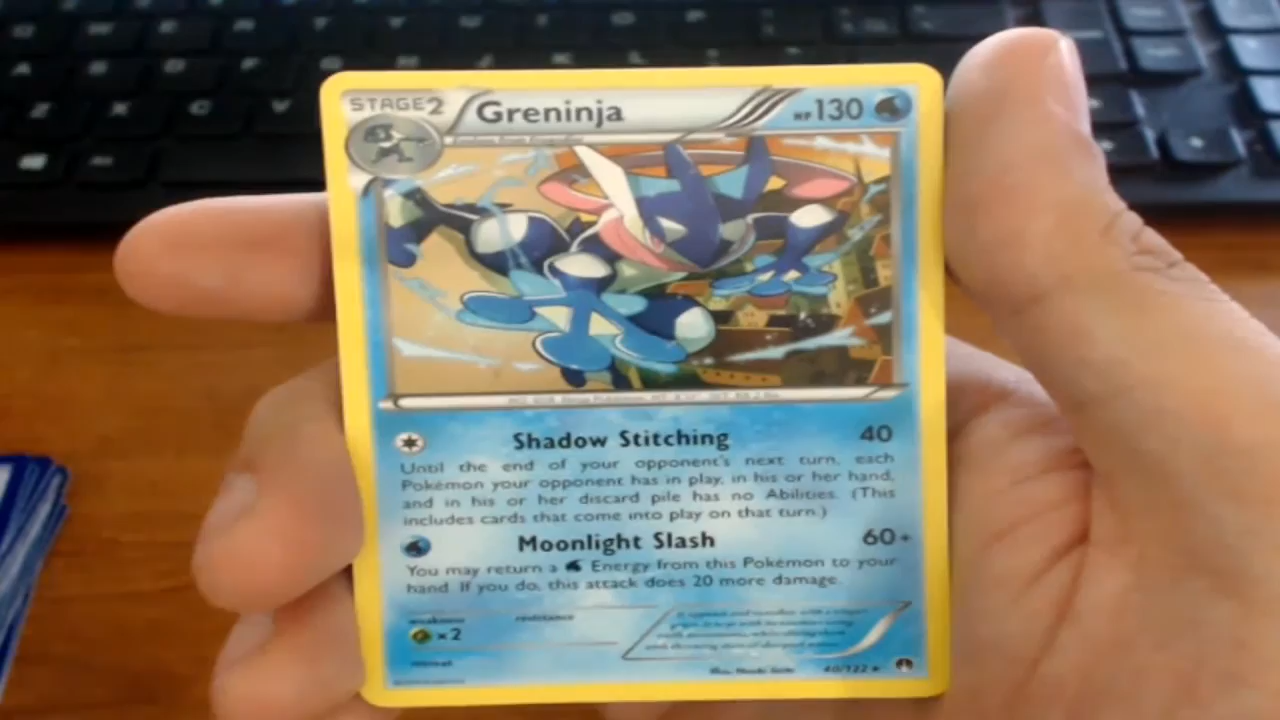 STAGE2
Greninja
HP130
Shadow Stitching 40
Until the end of your opponent's next turn, each
Pokémon your opponent has in play, in his or her hand,
and in his or her discard pile has no Abilities. (This
includes cards that come into play on that turn.)
Moonlight Slash 60+
You may return a Energy from this Pokémon to your
hand. If you do, this attack does 20 more damage.
weakness resistance
×2
retreat
40/122